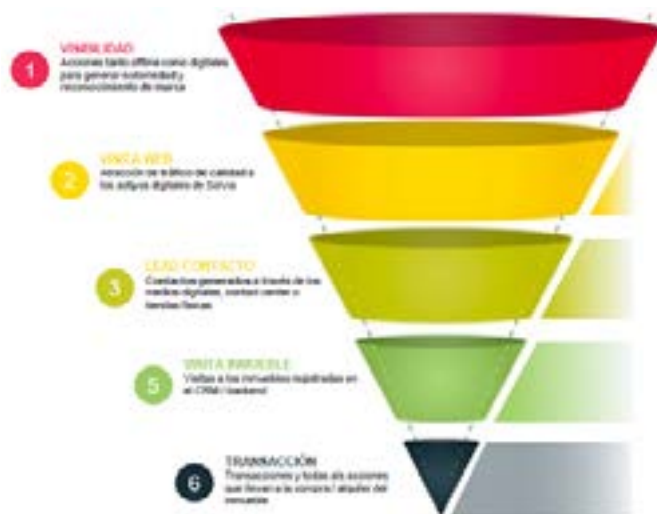 1
VISIBILIDAD
Acciones tanto offline como digitales
para generar notoriedad y
reconocimiento de marca
2
VISITA WEB
Atracción de tráfico de calidad a
los activos digitales de Solvia
3
LEAD CONTACTO
Contactos generados a través de los
medios digitales, contact center o
tiendas físicas
5
VISITA INMUEBLE
Visitas a los inmuebles registradas en
el CRM / backend
6
TRANSACCIÓN
Transacciones y todas las acciones
que llevan a la compra / alquiler del
inmueble